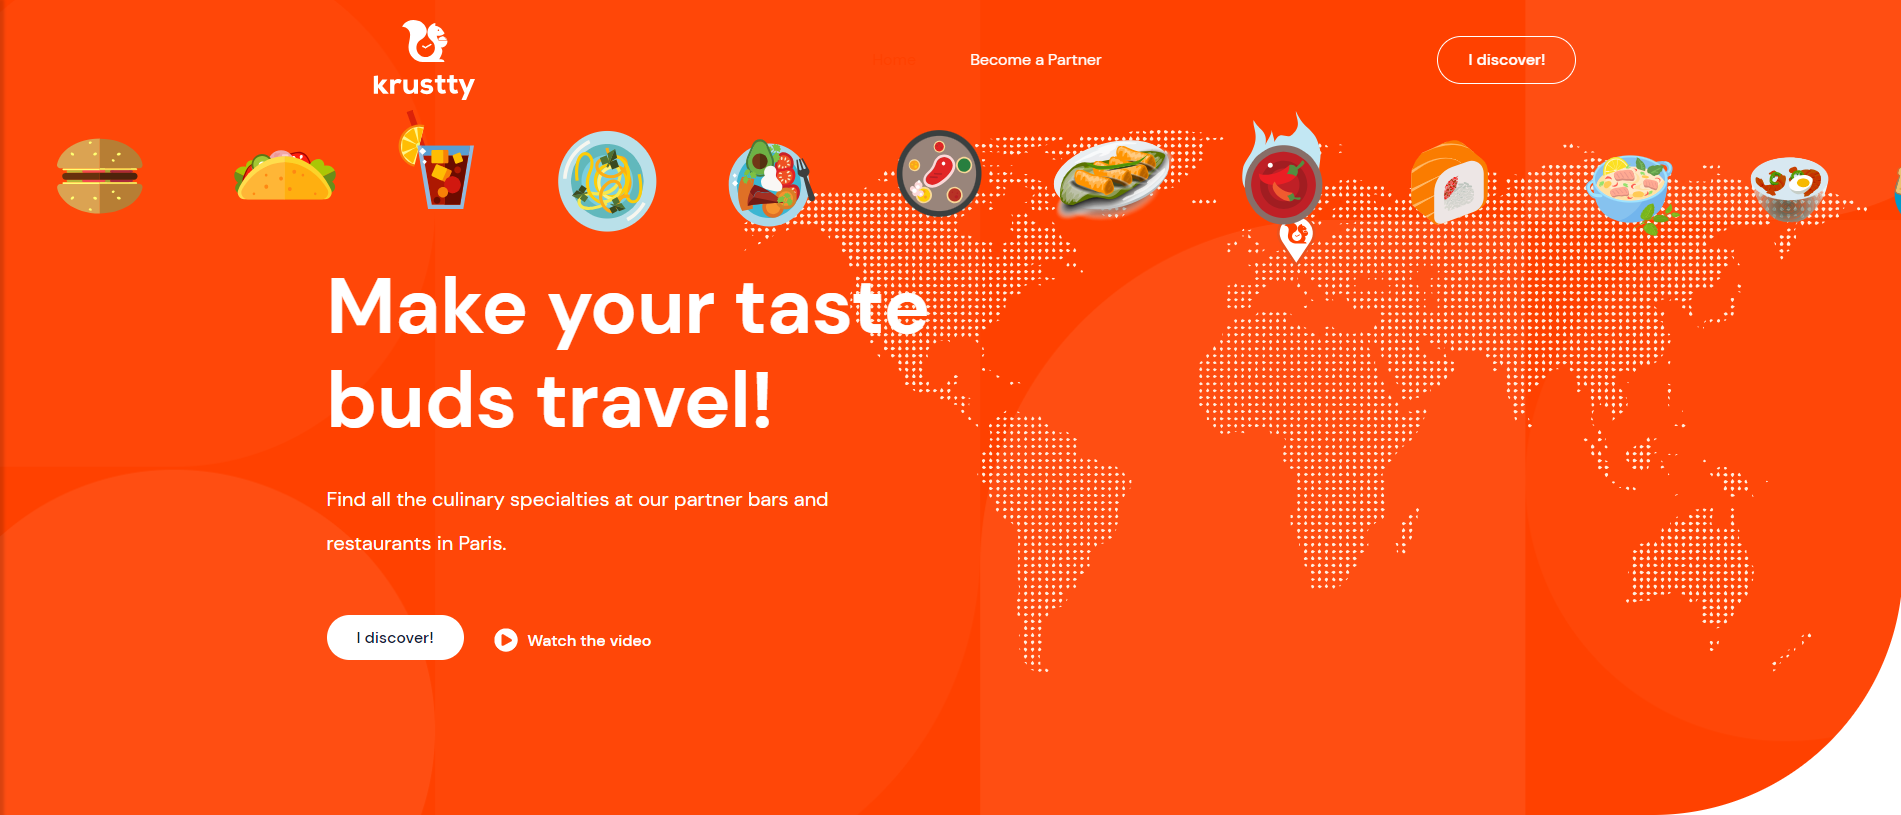 krustty
Home
Become a Partner
I discover!
Make your taste
buds travel!
Find all the culinary specialties at our partner bars and
restaurants in Paris.
I discover!
Watch the video